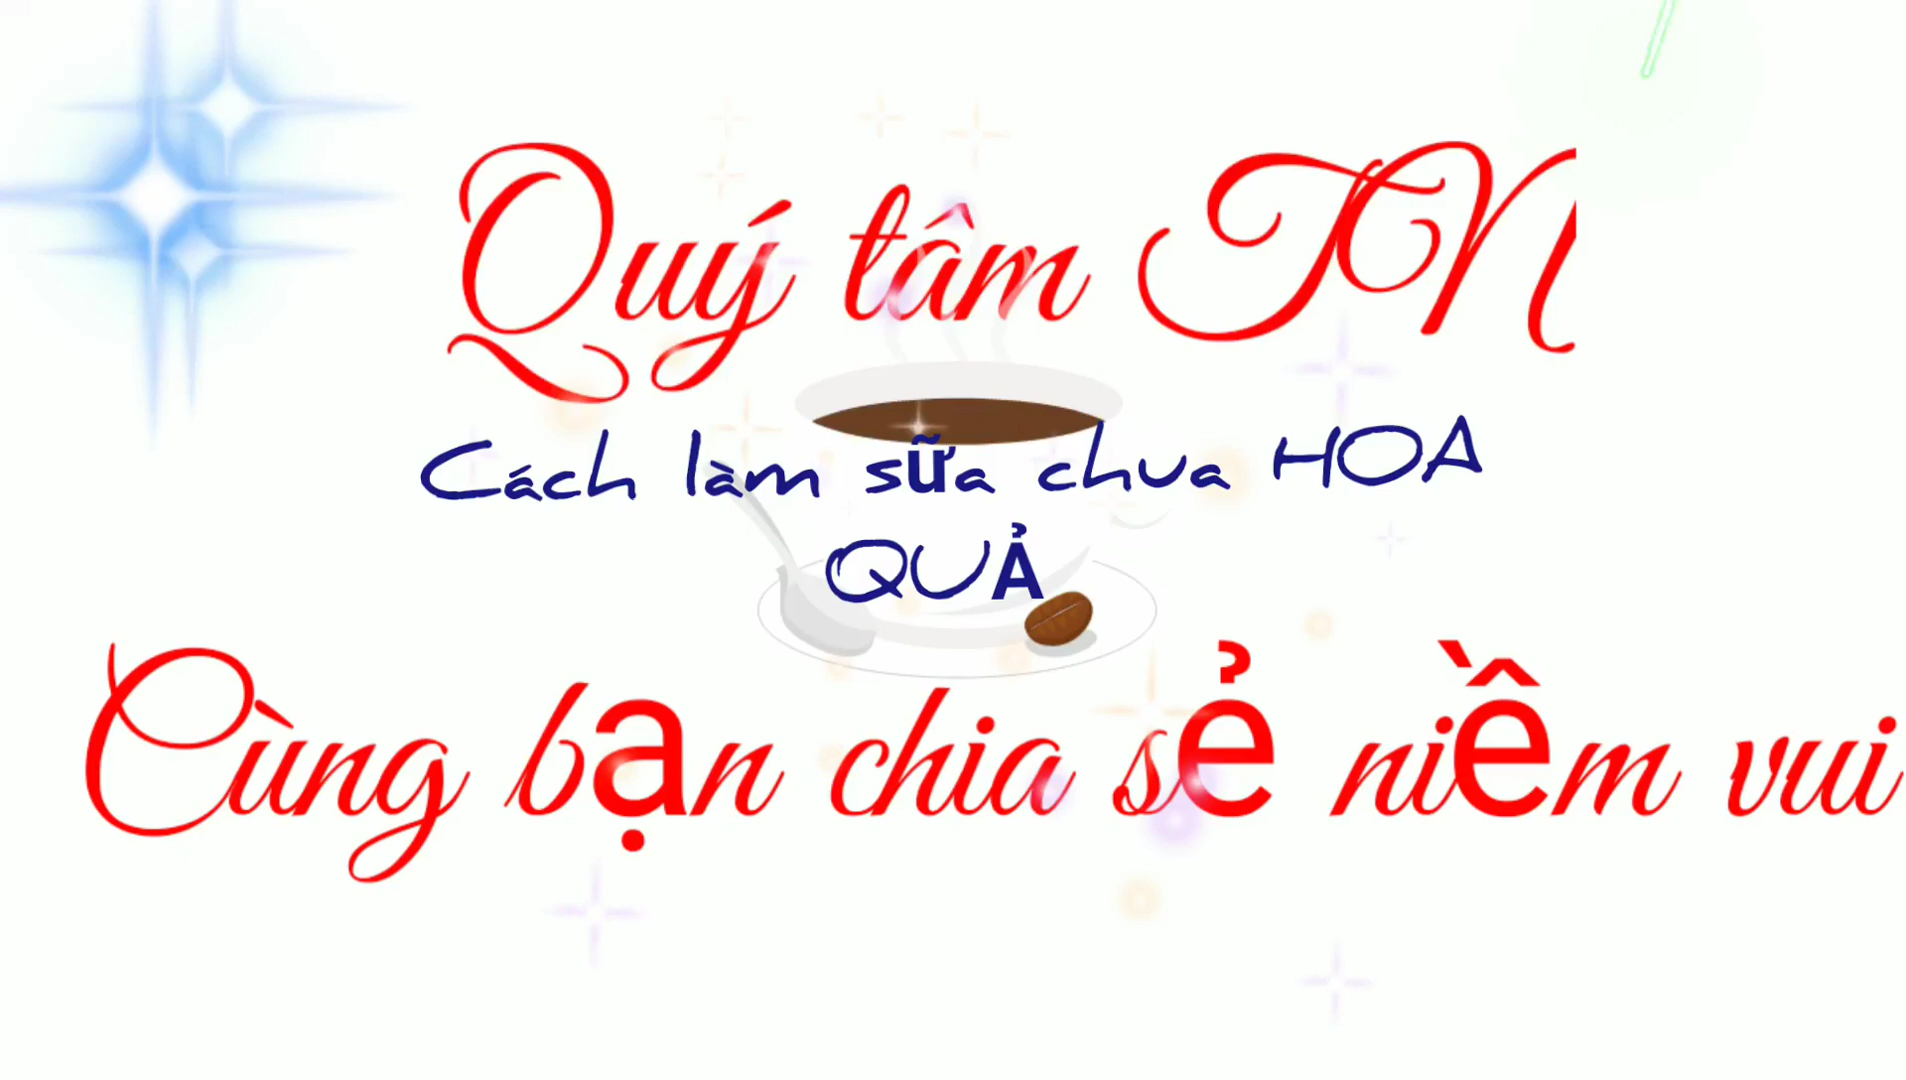 Quý tâm TN
Cách làm sữa chua HOA
QUẢ
Cùng bạn chia sẻ niềm vui